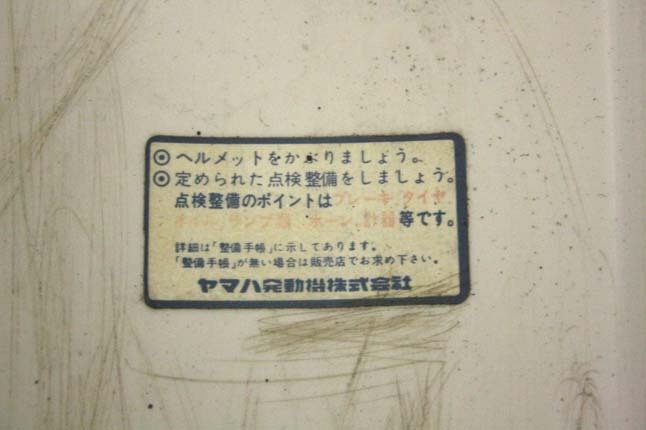 ◉ ヘルメットをかぶりましょう。
◉ 定められた点検整備をしましょう。
点検整備のポイントはブレーキ、タイヤ、
オイル、ランプ類、ホーン、計器等です。
詳細は「整備手帳」に示してあります。
「整備手帳」が無い場合は販売店でお求め下さい。
ヤマハ発動機株式会社